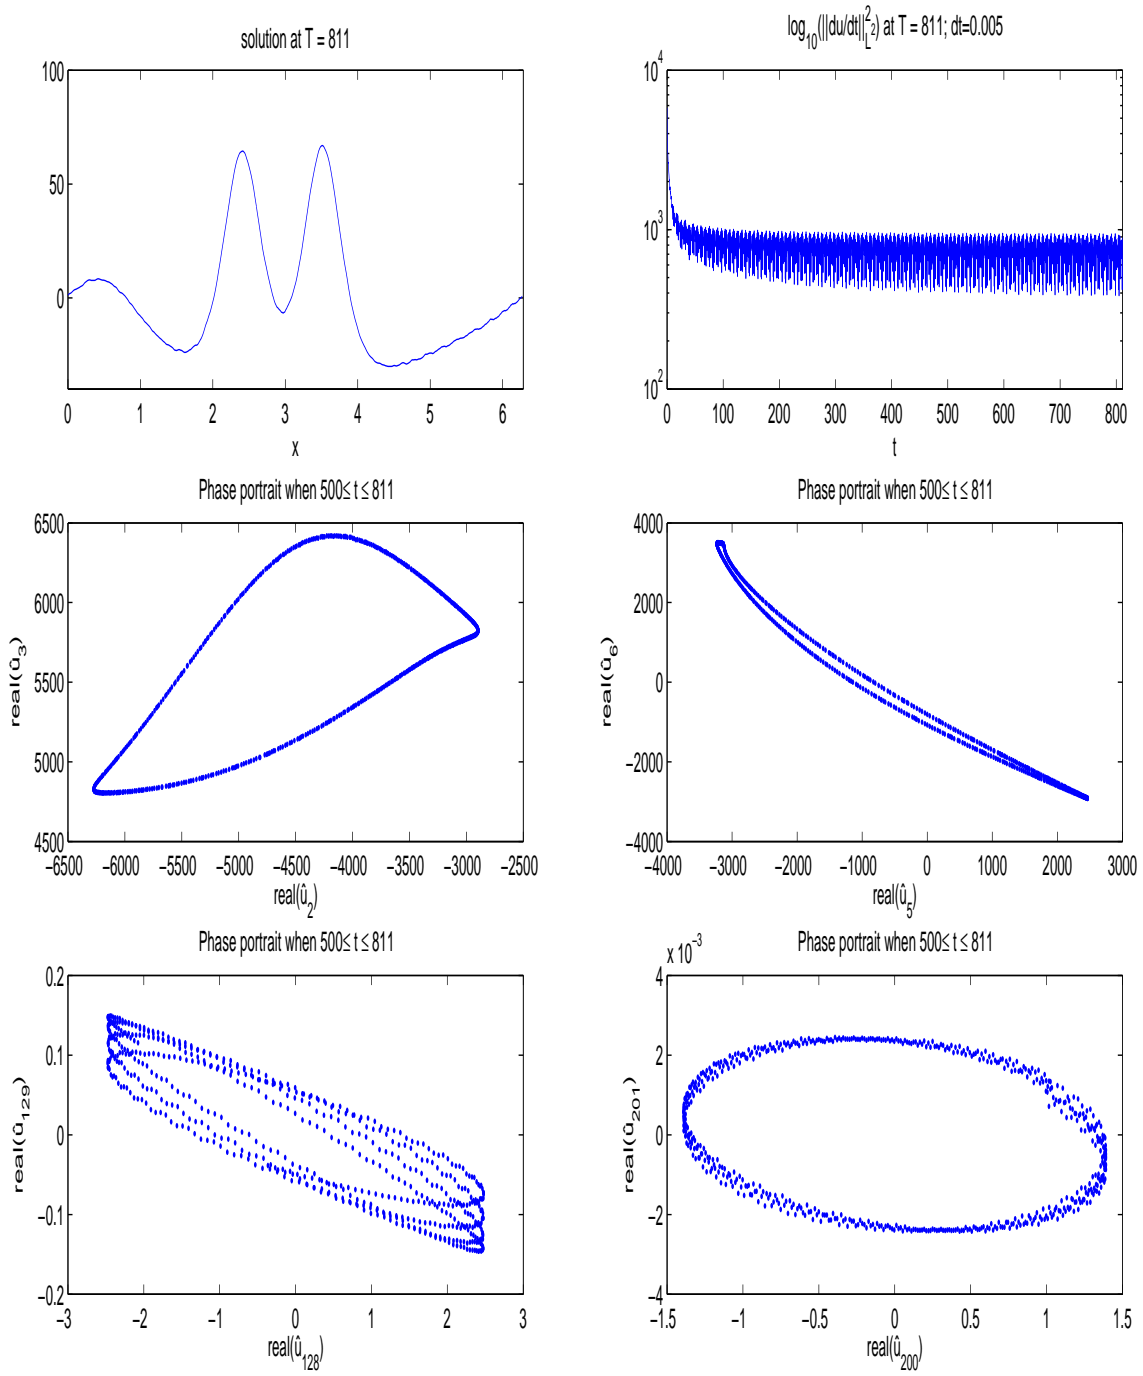 solution at T = 811
100
50
0
0 1 2 3 4 5 6
x
log10(||du/dt||²L²) at T = 811; dt=0.005
10^4
10^3
10^2
0 100 200 300 400 500 600 700 800
t
Phase portrait when 500≤ t ≤ 811
6500
6000
5500
5000
4500
real(û3)
−6500 −6000 −5500 −5000 −4500 −4000 −3500 −3000 −2500
real(û2)
Phase portrait when 500≤ t ≤ 811
4000
2000
0
−2000
−4000
real(û6)
−4000 −3000 −2000 −1000 0 1000 2000 3000
real(û5)
Phase portrait when 500≤ t ≤ 811
0.2
0.1
0
−0.1
−0.2
real(û129)
−3 −2 −1 0 1 2 3
real(û128)
x 10^−3
Phase portrait when 500≤ t ≤ 811
4
2
0
−2
−4
real(û201)
−1.5 −1 −0.5 0 0.5 1 1.5
real(û200)